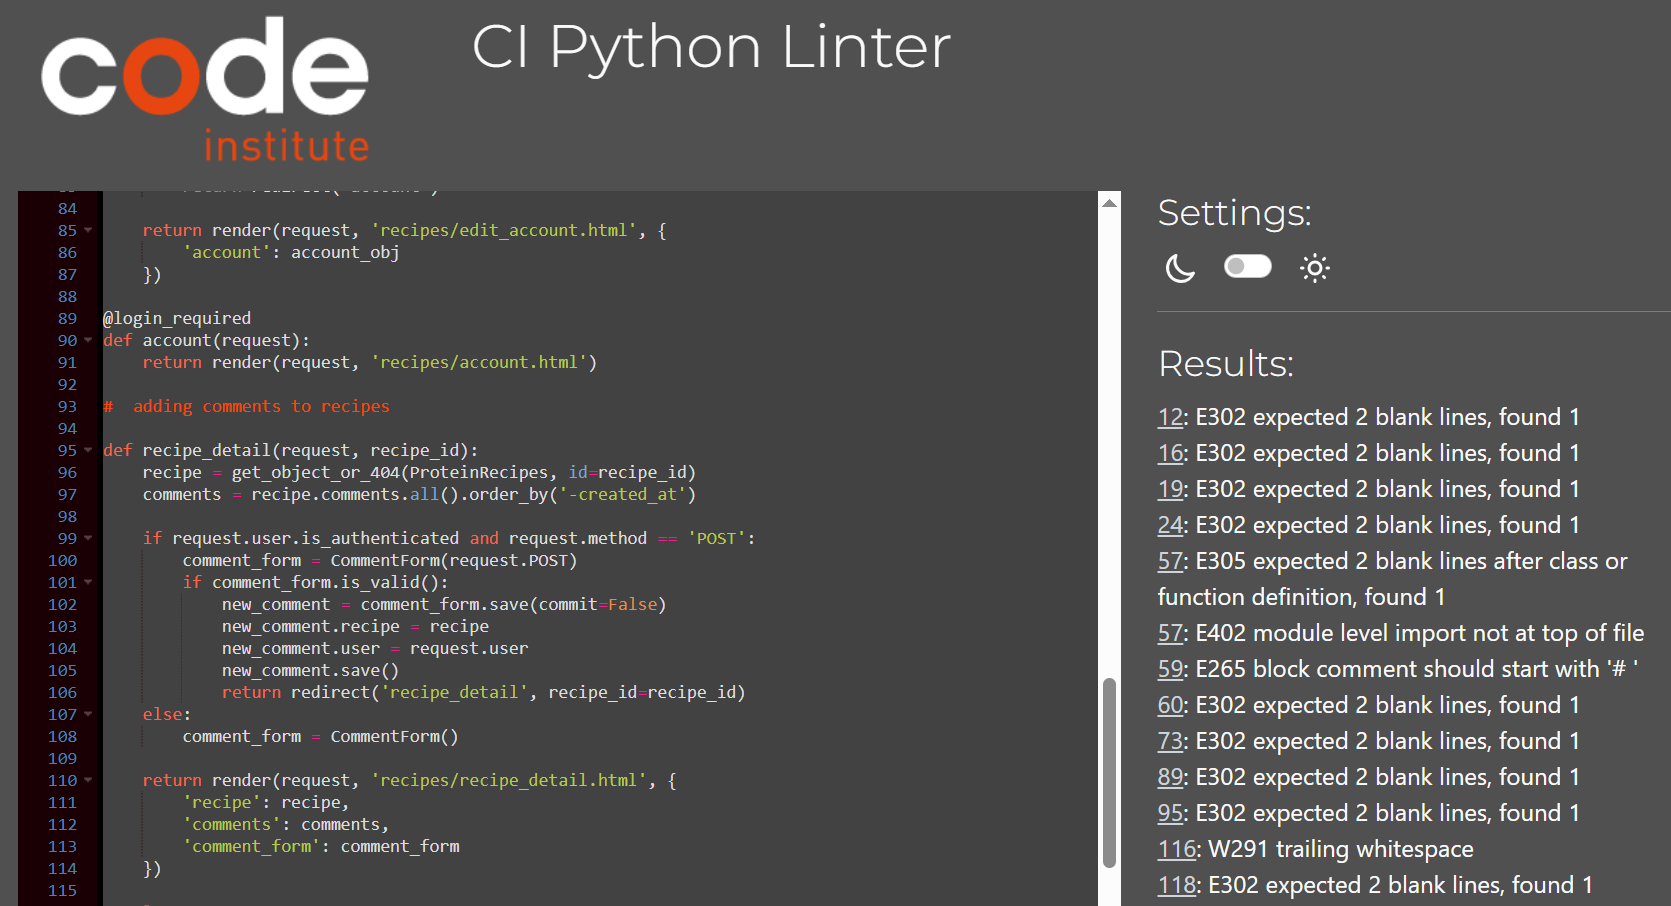 code
institute
CI Python Linter
84
85 return render(request, 'recipes/edit_account.html', {
86 'account': account_obj
87 })
88
89 @login_required
90 def account(request):
91 return render(request, 'recipes/account.html')
92
93 #  adding comments to recipes
94
95 def recipe_detail(request, recipe_id):
96 recipe = get_object_or_404(ProteinRecipes, id=recipe_id)
97 comments = recipe.comments.all().order_by('-created_at')
98
99 if request.user.is_authenticated and request.method == 'POST':
100 comment_form = CommentForm(request.POST)
101 if comment_form.is_valid():
102 new_comment = comment_form.save(commit=False)
103 new_comment.recipe = recipe
104 new_comment.user = request.user
105 new_comment.save()
106 return redirect('recipe_detail', recipe_id=recipe_id)
107 else:
108 comment_form = CommentForm()
109
110 return render(request, 'recipes/recipe_detail.html', {
111 'recipe': recipe,
112 'comments': comments,
113 'comment_form': comment_form
114 })
115
Settings:
Results:
12: E302 expected 2 blank lines, found 1
16: E302 expected 2 blank lines, found 1
19: E302 expected 2 blank lines, found 1
24: E302 expected 2 blank lines, found 1
57: E305 expected 2 blank lines after class or
function definition, found 1
57: E402 module level import not at top of file
59: E265 block comment should start with '# '
60: E302 expected 2 blank lines, found 1
73: E302 expected 2 blank lines, found 1
89: E302 expected 2 blank lines, found 1
95: E302 expected 2 blank lines, found 1
116: W291 trailing whitespace
118: E302 expected 2 blank lines, found 1